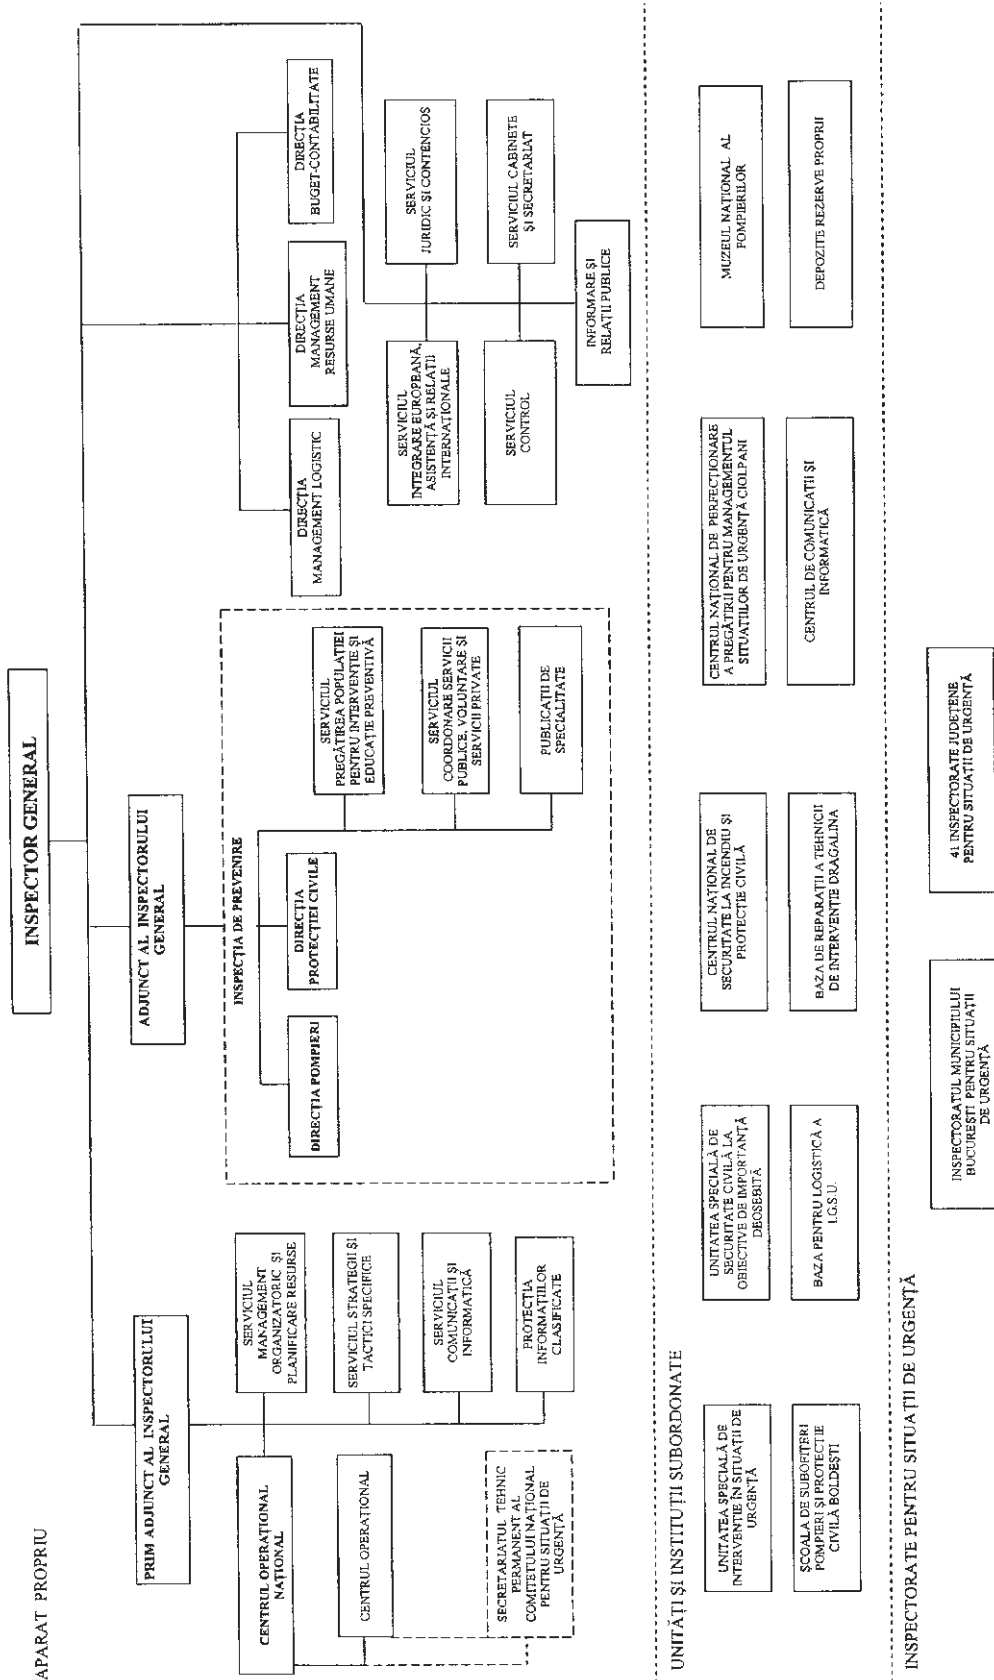 APARAT PROPRIU
INSPECTOR GENERAL
PRIM ADJUNCT AL INSPECTORULUI
GENERAL
ADJUNCT AL INSPECTORULUI
GENERAL
CENTRUL OPERAȚIONAL
NAȚIONAL
CENTRUL OPERAȚIONAL
SECRETARIATUL TEHNIC
PERMANENT AL
COMITETULUI NAȚIONAL
PENTRU SITUAȚII DE
URGENȚĂ
SERVICIUL
MANAGEMENT
ORGANIZATORIC ȘI
PLANIFICARE RESURSE
SERVICIUL STRATEGII ȘI
TACTICI SPECIFICE
SERVICIUL
COMUNICAȚII ȘI
INFORMATICĂ
PROTECȚIA
INFORMAȚIILOR
CLASIFICATE
INSPECȚIA DE PREVENIRE
DIRECȚIA POMPIERI
DIRECȚIA
PROTECȚIEI CIVILE
SERVICIUL
PREGĂTIREA POPULAȚIEI
PENTRU INTERVENȚIE ȘI
EDUCAȚIE PREVENTIVĂ
SERVICIUL
COORDONARE SERVICII
PUBLICE, VOLUNTARE ȘI
SERVICII PRIVATE
PUBLICAȚII DE
SPECIALITATE
DIRECȚIA
MANAGEMENT LOGISTIC
DIRECȚIA
MANAGEMENT
RESURSE UMANE
DIRECȚIA
BUGET-CONTABILITATE
SERVICIUL
INTEGRARE EUROPEANĂ,
ASISTENȚĂ ȘI RELAȚII
INTERNAȚIONALE
SERVICIUL
JURIDIC ȘI CONTENCIOS
SERVICIUL
CONTROL
SERVICIUL CABINETE
ȘI SECRETARIAT
INFORMARE ȘI
RELAȚII PUBLICE
UNITĂȚI ȘI INSTITUȚII SUBORDONATE
UNITATEA SPECIALĂ DE
INTERVENȚIE ÎN SITUAȚII DE
URGENȚĂ
UNITATEA SPECIALĂ DE
SECURITATE CIVILĂ LA
OBIECTIVE DE IMPORTANȚĂ
DEOSEBITĂ
CENTRUL NAȚIONAL DE
SECURITATE LA INCENDIU ȘI
PROTECȚIE CIVILĂ
CENTRUL NAȚIONAL DE PERFECȚIONARE
A PREGĂTIRII PENTRU MANAGEMENTUL
SITUAȚIILOR DE URGENȚĂ CIOLPANI
MUZEUL NAȚIONAL AL
POMPIERILOR
ȘCOALA DE SUBOFIȚERI
POMPIERI ȘI PROTECȚIE
CIVILĂ BOLDEȘTI
BAZA PENTRU LOGISTICĂ A
I.G.S.U.
BAZA DE REPARAȚII A TEHNICII
DE INTERVENȚIE DRAGALINA
CENTRUL DE COMUNICAȚII ȘI
INFORMATICĂ
DEPOZITE REZERVE PROPRII
INSPECTORATE PENTRU SITUAȚII DE URGENȚĂ
INSPECTORATUL MUNICIPIULUI
BUCUREȘTI PENTRU SITUAȚII
DE URGENȚĂ
41 INSPECTORATE JUDEȚENE
PENTRU SITUAȚII DE URGENȚĂ